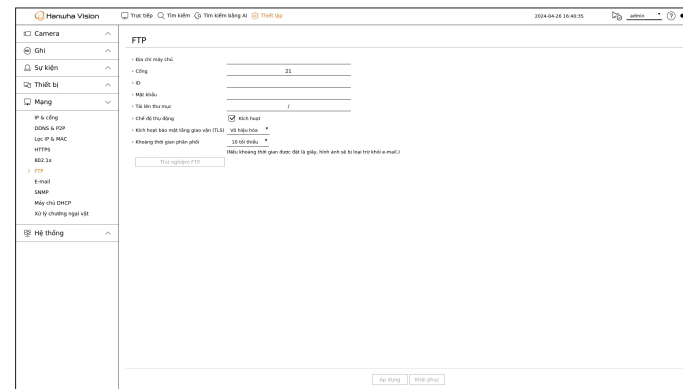 Hanwha Vision
Trực tiếp Tìm kiếm Tìm kiếm bằng AI Thiết lập 2024-04-26 16:40:35 admin
Camera
Ghi
Sự kiện
Thiết bị
Mạng
IP & cổng
DDNS & P2P
Lọc IP & MAC
HTTPS
802.1x
FTP
E-mail
SNMP
Máy chủ DHCP
Xử lý chướng ngại vật
Hệ thống
FTP
Địa chỉ máy chủ
Cổng 21
ID
Mật khẩu
Tải lên thư mục /
Chế độ thụ động Kích hoạt
Kích hoạt bảo mật tầng giao vận (TLS) Vô hiệu hóa
Khoảng thời gian phân phối 10 tối thiểu
(Nếu khoảng thời gian được đặt là giây, hình ảnh sẽ bị loại trừ khỏi e-mail.)
Thử nghiệm FTP
Áp dụng Khôi phục